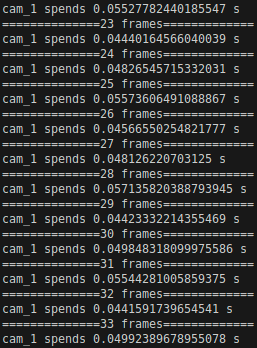 cam_1 spends 0.05527782440185547 s
=============23 frames=============
cam_1 spends 0.04440164566040039 s
=============24 frames=============
cam_1 spends 0.04826545715332031 s
=============25 frames=============
cam_1 spends 0.055736064910888867 s
=============26 frames=============
cam_1 spends 0.04566550254821777 s
=============27 frames=============
cam_1 spends 0.048126220703125 s
=============28 frames=============
cam_1 spends 0.057135820388793945 s
=============29 frames=============
cam_1 spends 0.04423332214355469 s
=============30 frames=============
cam_1 spends 0.049848318099975586 s
=============31 frames=============
cam_1 spends 0.05544281005859375 s
=============32 frames=============
cam_1 spends 0.0441591739654541 s
=============33 frames=============
cam_1 spends 0.04992389678955078 s